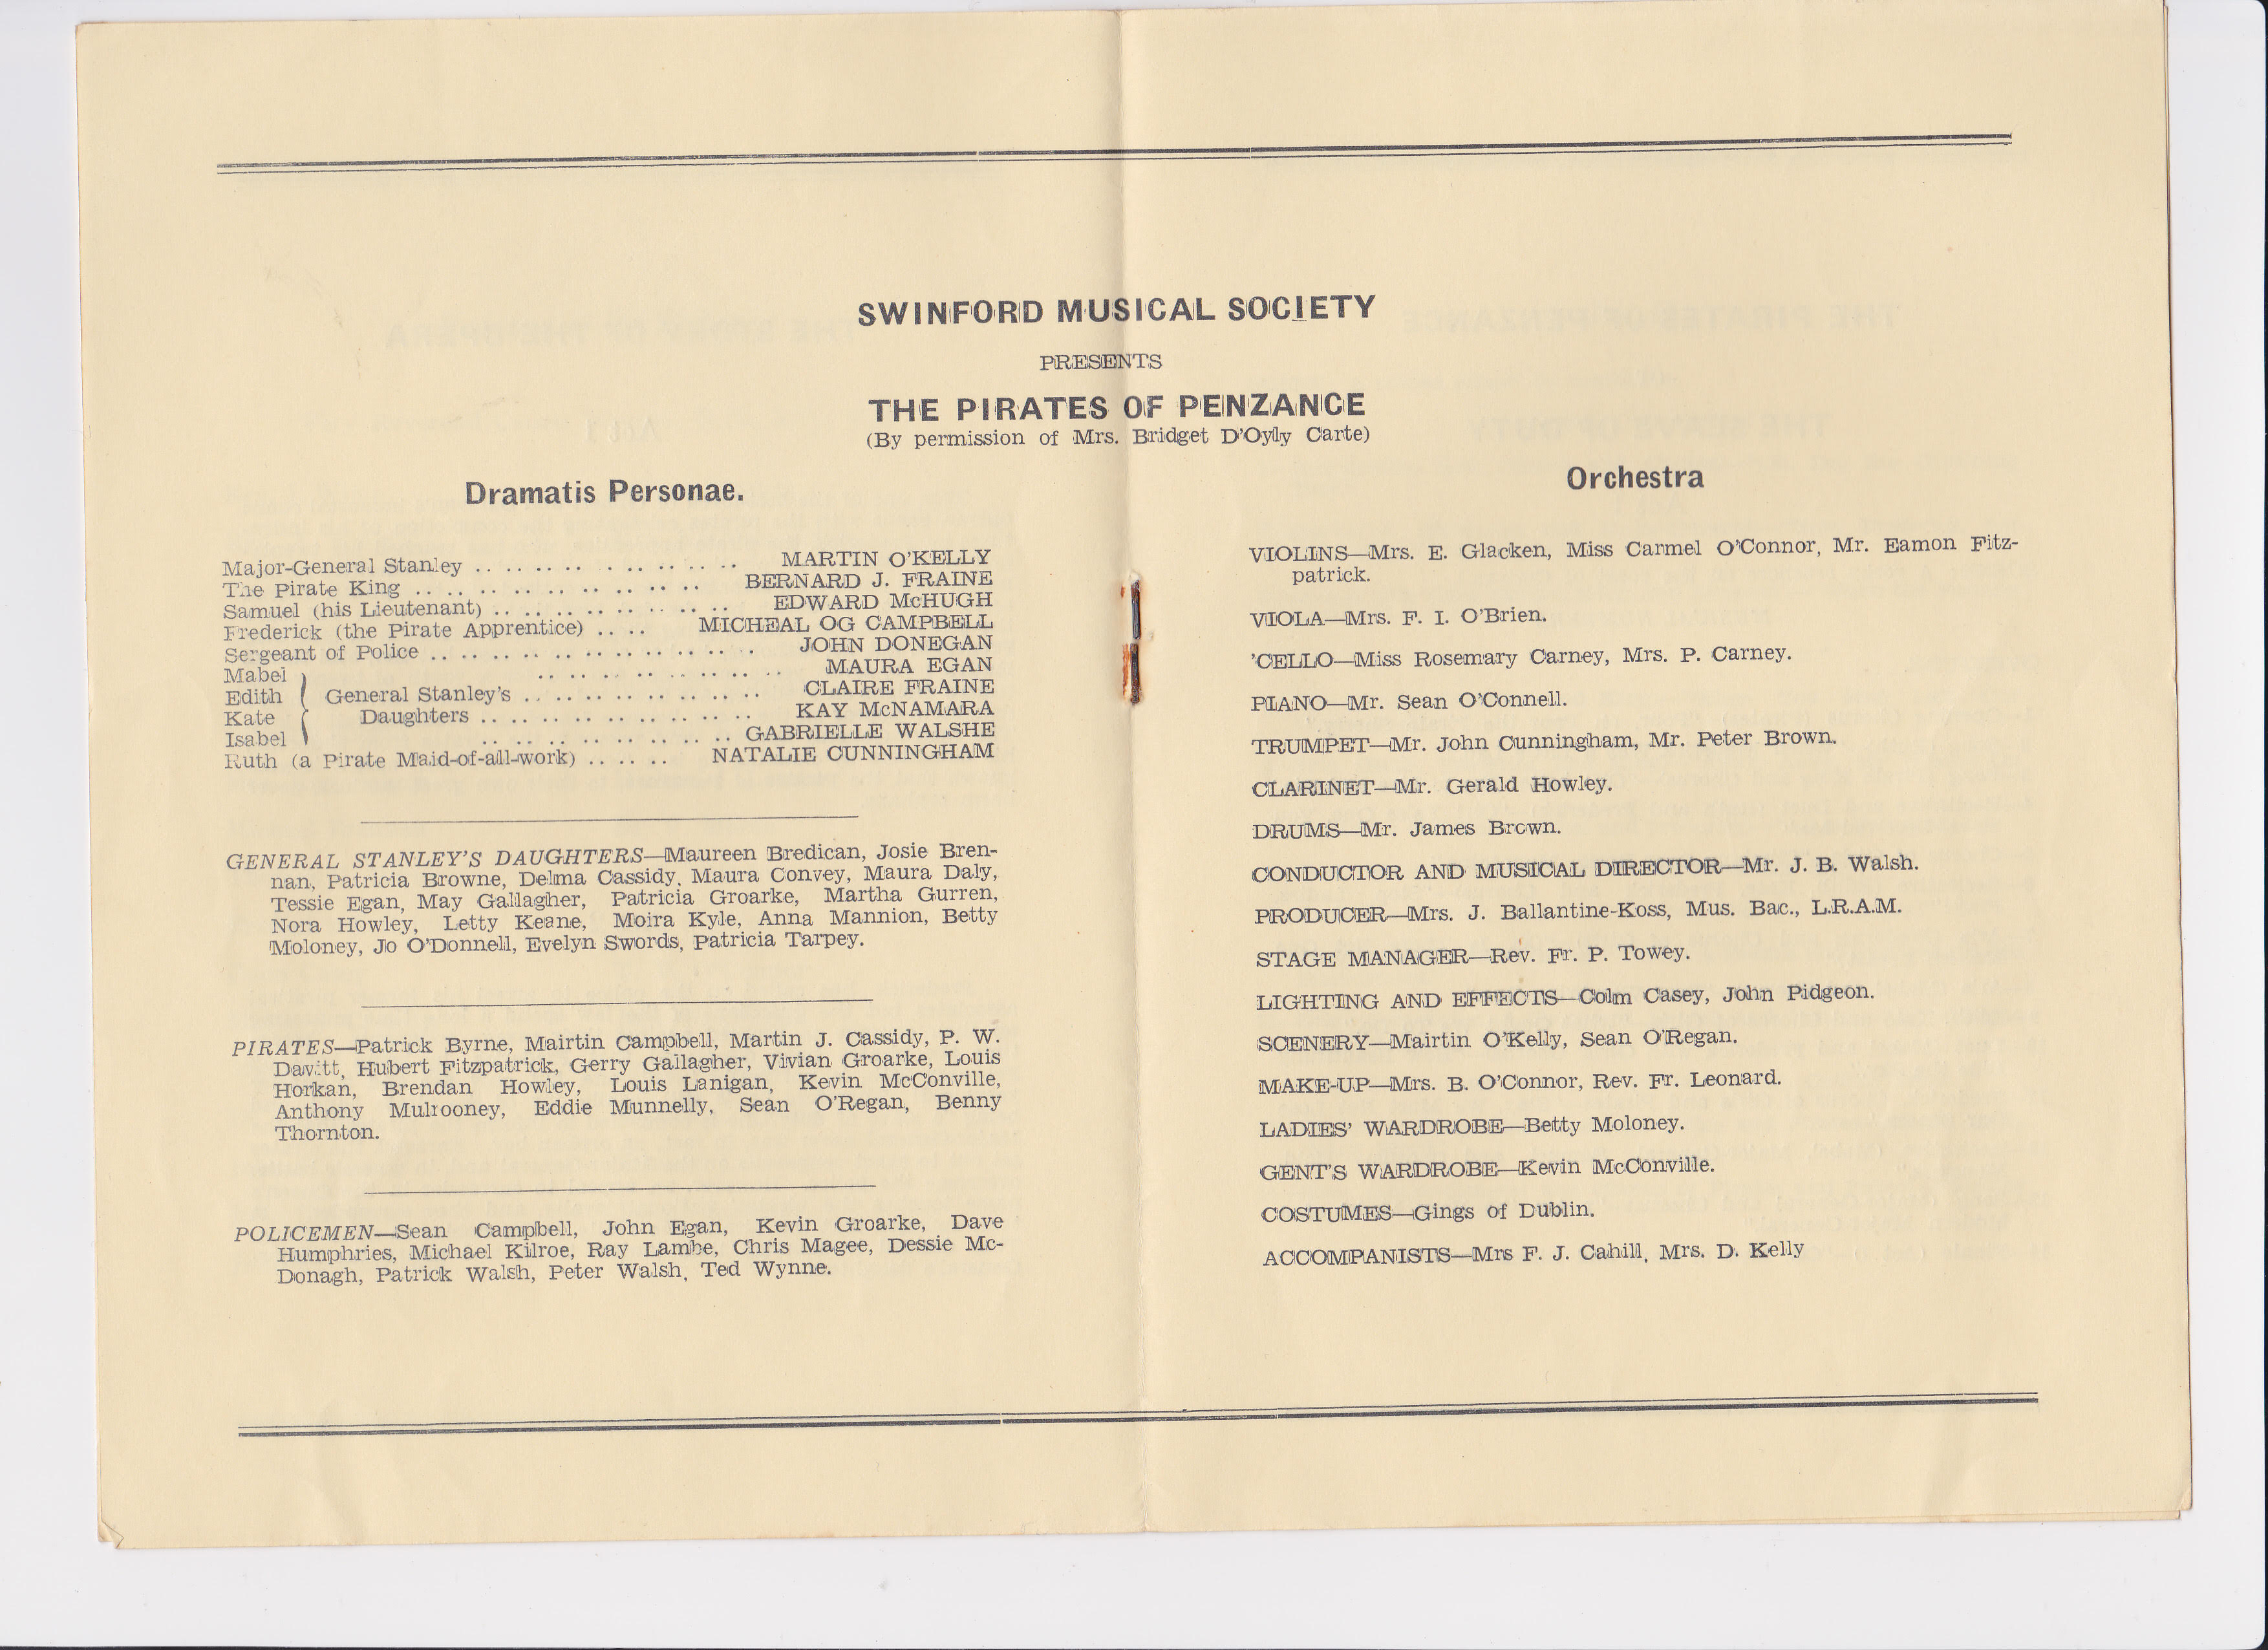 SWINFORD MUSICAL SOCIETY
PRESENTS
THE PIRATES OF PENZANCE
(By permission of Mrs. Bridget D'Oyly Carte)
Dramatis Personae.
Major-General Stanley .. .. .. .. .. .. .. .. .. MARTIN O'KELLY
The Pirate King .. .. .. .. .. .. .. .. .. .. BERNARD J. FRAINE
Samuel (his Lieutenant) .. .. .. .. .. .. .. .. EDWARD McHUGH
Frederick (the Pirate Apprentice) .. .. MICHEAL OG CAMPBELL
Sergeant of Police .. .. .. .. .. .. .. .. .. .. . JOHN DONEGAN
Mabel .. .. .. .. .. .. .. .. .. MAURA EGAN
Edith General Stanley's .. .. .. .. .. .. .. .. .. CLAIRE FRAINE
Kate Daughters .. .. .. .. .. .. .. .. .. .. KAY McNAMARA
Isabel .. .. .. .. .. .. .. .. .. GABRIELLE WALSHE
Ruth (a Pirate Maid-of-all-work) .. .. .. NATALIE CUNNINGHAM
GENERAL STANLEY'S DAUGHTERS—Maureen Bredican, Josie Bren-
nan, Patricia Browne, Delma Cassidy, Maura Convey, Maura Daly,
Tessie Egan, May Gallagher, Patricia Groarke, Martha Gurren,
Nora Howley, Letty Keane, Moira Kyle, Anna Mannion, Betty
Moloney, Jo O'Donnell, Evelyn Swords, Patricia Tarpey.
PIRATES—Patrick Byrne, Mairtin Campbell, Martin J. Cassidy, P. W.
Davitt, Hubert Fitzpatrick, Gerry Gallagher, Vivian Groarke, Louis
Horkan, Brendan Howley, Louis Lanigan, Kevin McConville,
Anthony Mulrooney, Eddie Munnelly, Sean O'Regan, Benny
Thornton.
POLICEMEN—Sean Campbell, John Egan, Kevin Groarke, Dave
Humphries, Michael Kilroe, Ray Lambe, Chris Magee, Dessie Mc-
Donagh, Patrick Walsh, Peter Walsh, Ted Wynne.
Orchestra
VIOLINS—Mrs. E. Glacken, Miss Carmel O'Connor, Mr. Eamon Fitz-
patrick.
VIOLA—Mrs. F. I. O'Brien.
'CELLO—Miss Rosemary Carney, Mrs. P. Carney.
PIANO—Mr. Sean O'Connell.
TRUMPET—Mr. John Cunningham, Mr. Peter Brown.
CLARINET—Mr. Gerald Howley.
DRUMS—Mr. James Brown.
CONDUCTOR AND MUSICAL DIRECTOR—Mr. J. B. Walsh.
PRODUCER—Mrs. J. Ballantine-Koss, Mus. Bac., L.R.A.M.
STAGE MANAGER—Rev. Fr. P. Towey.
LIGHTING AND EFFECTS—Colm Casey, John Pidgeon.
SCENERY—Mairtin O'Kelly, Sean O'Regan.
MAKE-UP—Mrs. B. O'Connor, Rev. Fr. Leonard.
LADIES' WARDROBE—Betty Moloney.
GENT'S WARDROBE—Kevin McConville.
COSTUMES—Gings of Dublin.
ACCOMPANISTS—Mrs F. J. Cahill, Mrs. D. Kelly